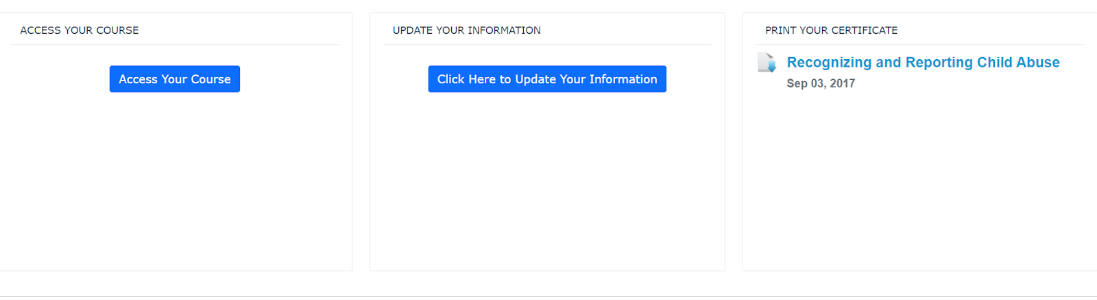 ACCESS YOUR COURSE
Access Your Course
UPDATE YOUR INFORMATION
Click Here to Update Your Information
PRINT YOUR CERTIFICATE
Recognizing and Reporting Child Abuse
Sep 03, 2017